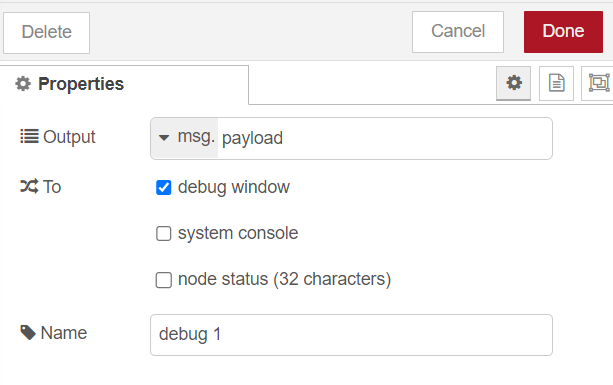 Delete Cancel Done
Properties
Output msg. payload
To debug window
system console
node status (32 characters)
Name debug 1